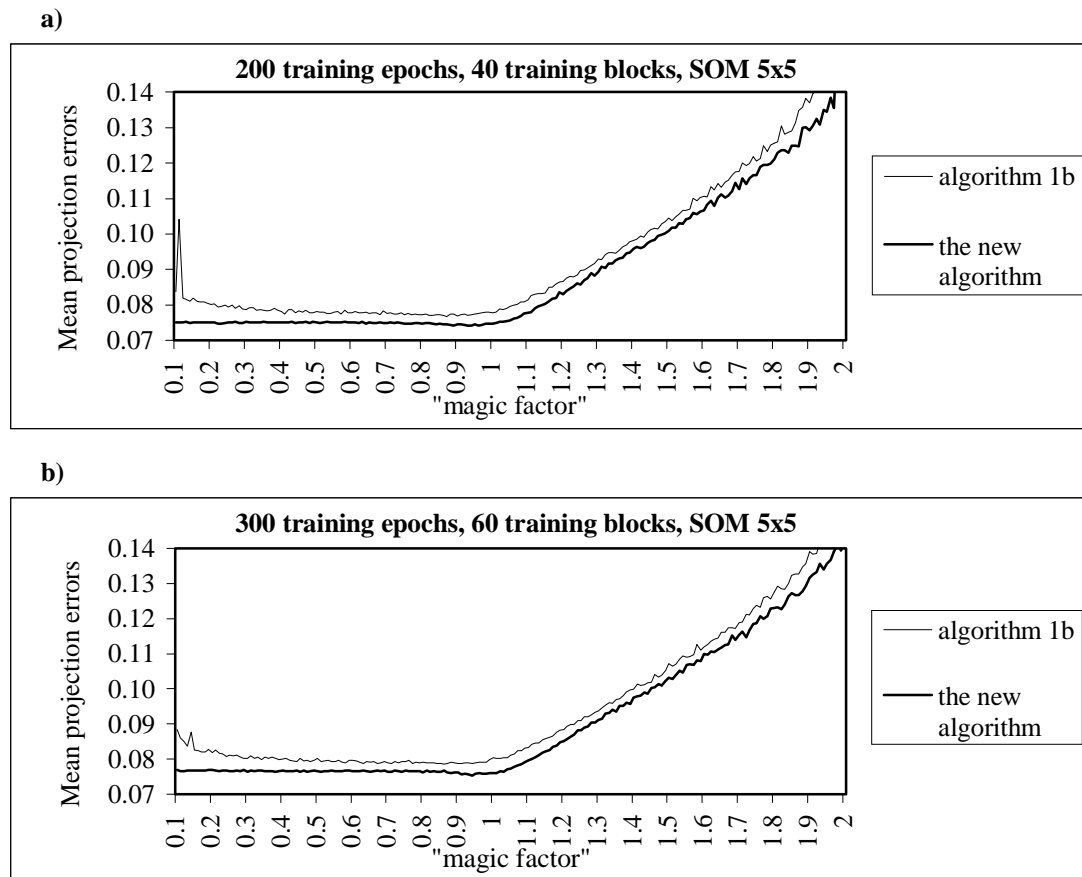 a)
200 training epochs, 40 training blocks, SOM 5x5
Mean projection errors
0.14
0.13
0.12
0.11
0.10
0.09
0.08
0.07
0.1 0.2 0.3 0.4 0.5 0.6 0.7 0.8 0.9 1 1.1 1.2 1.3 1.4 1.5 1.6 1.7 1.8 1.9 2
"magic factor"
algorithm 1b
the new
algorithm
b)
300 training epochs, 60 training blocks, SOM 5x5
Mean projection errors
0.14
0.13
0.12
0.11
0.10
0.09
0.08
0.07
0.1 0.2 0.3 0.4 0.5 0.6 0.7 0.8 0.9 1 1.1 1.2 1.3 1.4 1.5 1.6 1.7 1.8 1.9 2
"magic factor"
algorithm 1b
the new
algorithm